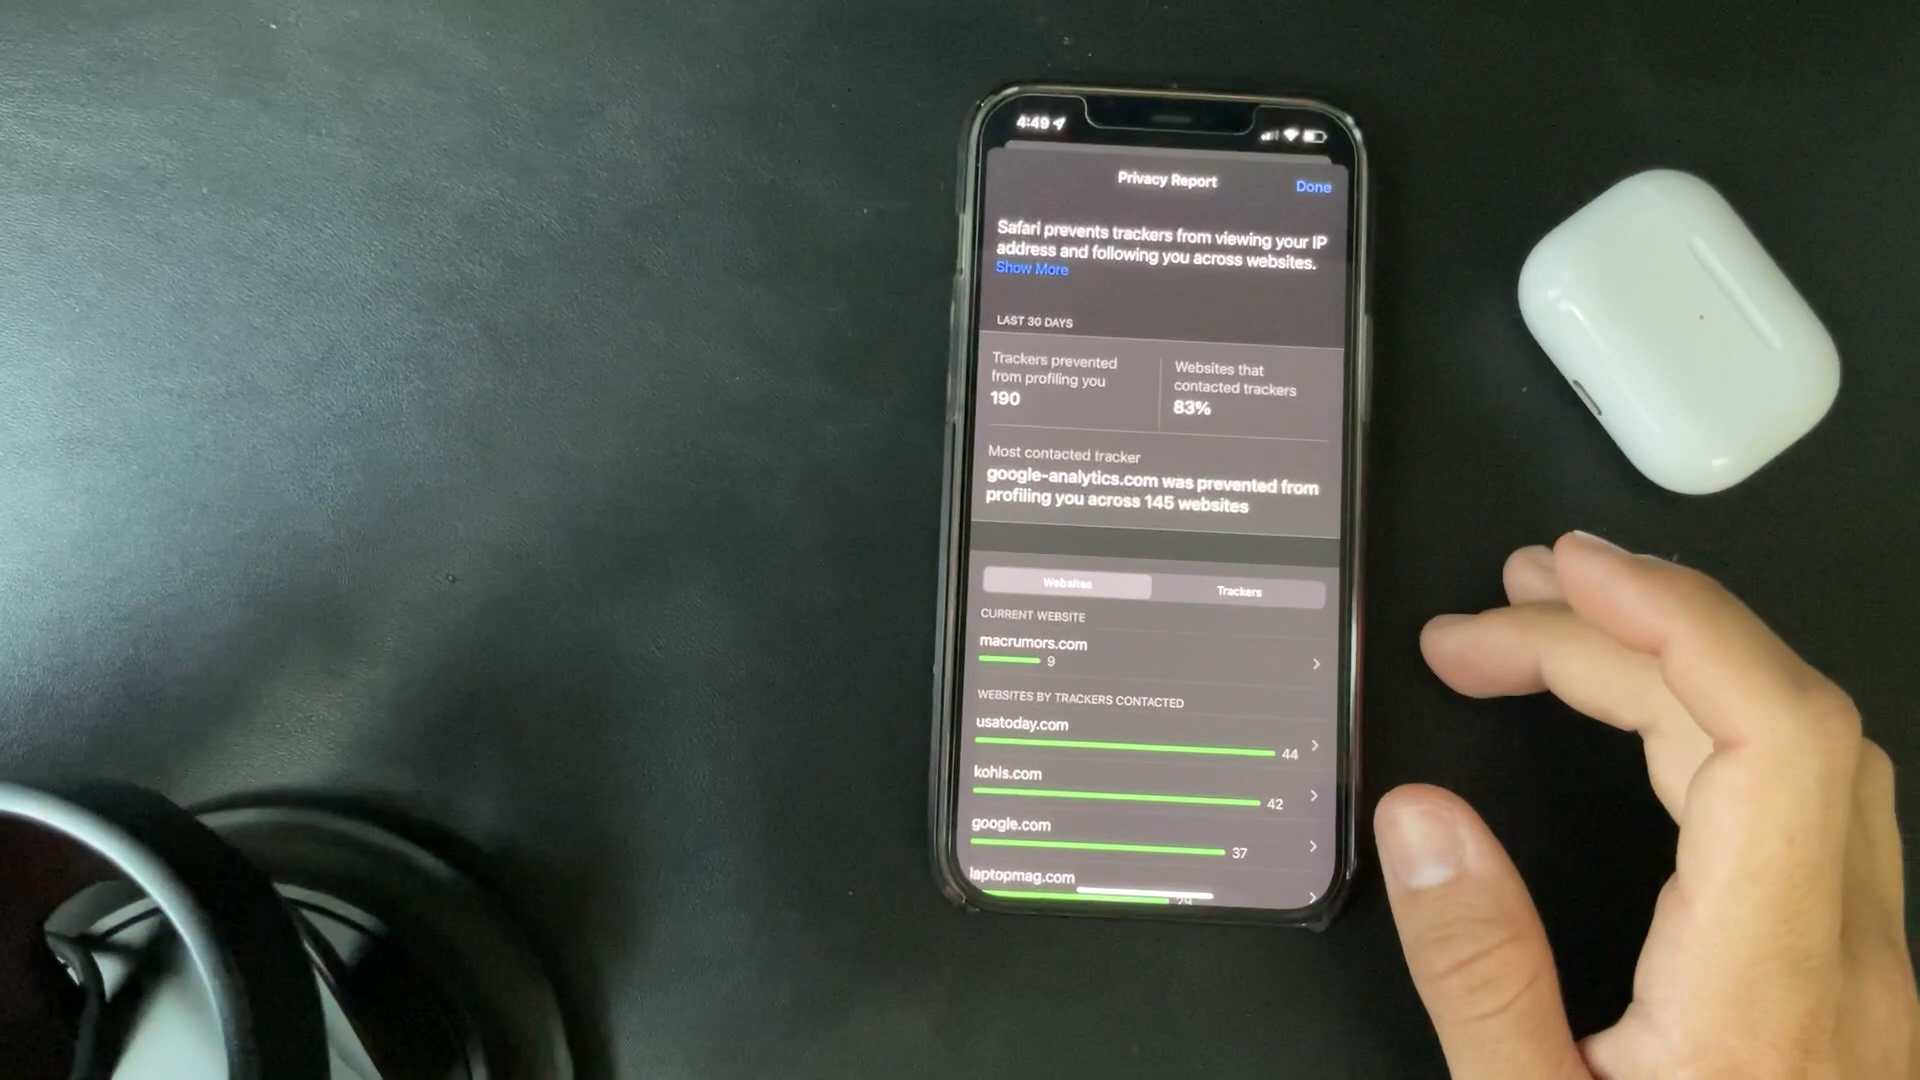 4:49
Privacy Report
Done
Safari prevents trackers from viewing your IP
address and following you across websites.
Show More
LAST 30 DAYS
Trackers prevented
from profiling you
190
Websites that
contacted trackers
83%
Most contacted tracker
google-analytics.com was prevented from
profiling you across 145 websites
Websites
Trackers
CURRENT WEBSITE
macrumors.com
9
WEBSITES BY TRACKERS CONTACTED
usatoday.com
44
kohls.com
42
google.com
37
laptopmag.com